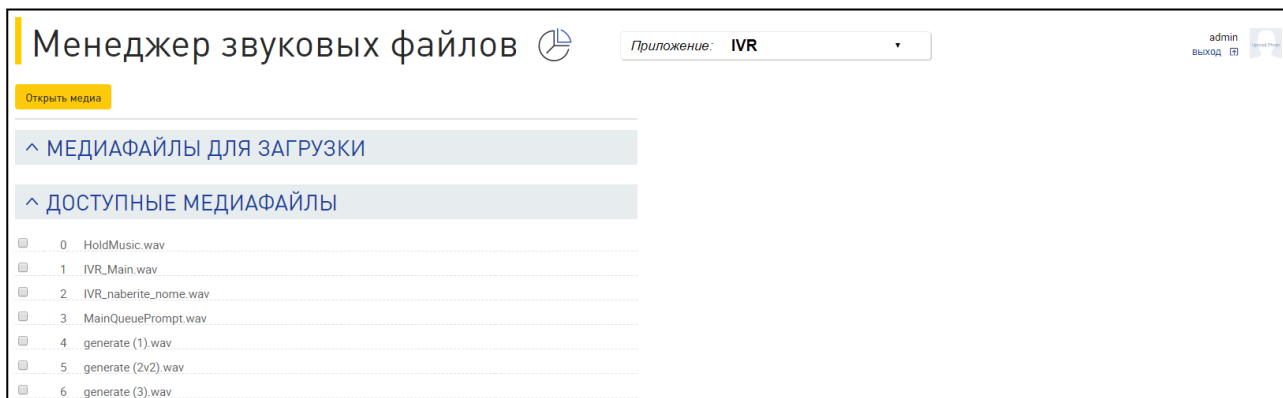 Менеджер звуковых файлов
Приложение: IVR
admin
выход
Upload Photo
Открыть медиа
МЕДИАФАЙЛЫ ДЛЯ ЗАГРУЗКИ
ДОСТУПНЫЕ МЕДИАФАЙЛЫ
0 HoldMusic.wav
1 IVR_Main.wav
2 IVR_naberite_nome.wav
3 MainQueuePrompt.wav
4 generate (1).wav
5 generate (2v2).wav
6 generate (3).wav